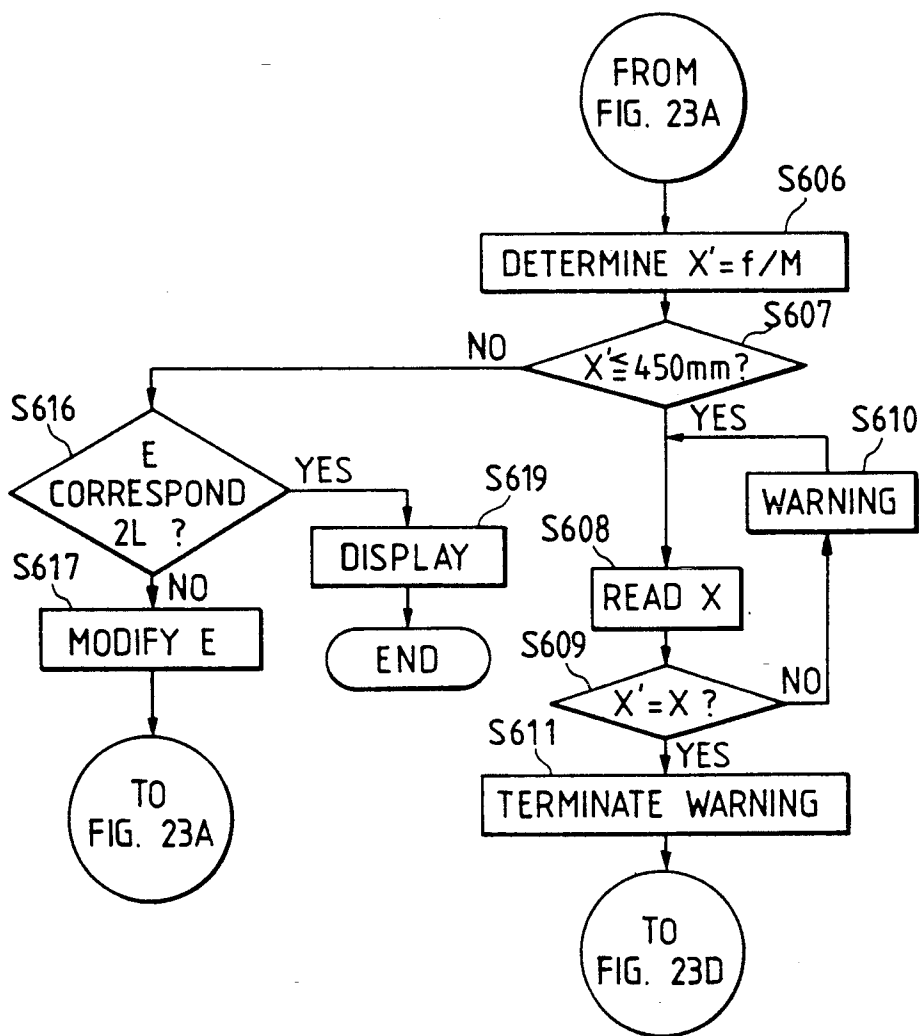 FROM
FIG. 23A
S606
DETERMINE X'=f/M
S607
X'≦450mm?
NO
YES
S616
E
CORRESPOND
2L ?
YES
S619
DISPLAY
END
S610
WARNING
S608
READ X
S617
NO
MODIFY E
S609
X'=X ?
NO
YES
S611
TERMINATE WARNING
TO
FIG. 23A
TO
FIG. 23D